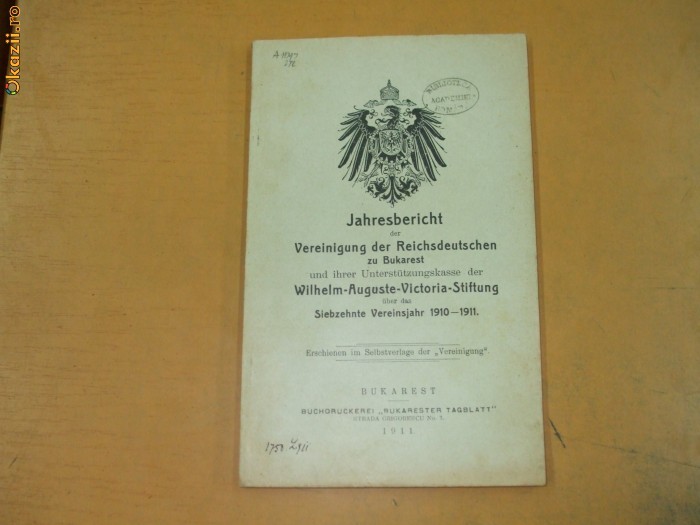 Okazii.ro
Jahresbericht
der
Vereinigung der Reichsdeutschen
zu Bukarest
und ihrer Unterstützungskasse der
Wilhelm-Auguste-Victoria-Stiftung
über das
Siebzehnte Vereinsjahr 1910—1911.
Erschienen im Selbstverlage der „Vereinigung“.
BUKAREST
BUCHDRUCKEREI „BUKARESTER TAGBLATT“
STRADA
1911